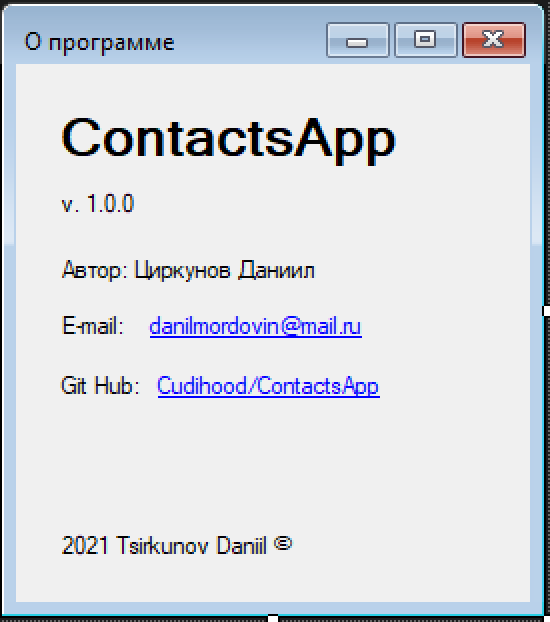 О программе
ContactsApp
v. 1.0.0
Автор: Циркунов Даниил
E-mail: danilmordovin@mail.ru
Git Hub: Cudihood/ContactsApp
2021 Tsirkunov Daniil ©